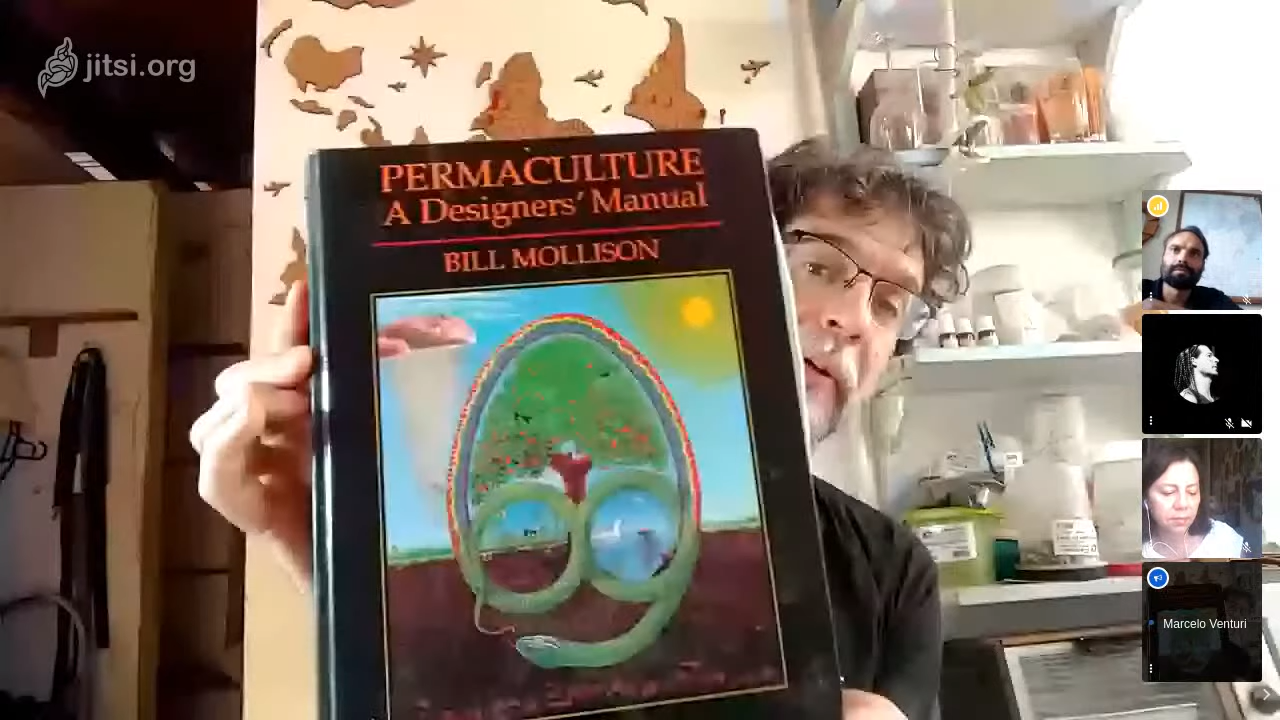 jitsi.org
PERMACULTURE
A Designers' Manual
BILL MOLLISON
Marcelo Venturi